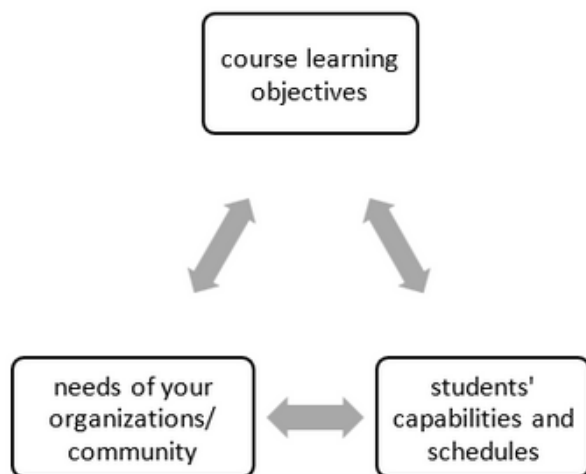 course learning
objectives
needs of your
organizations/
community
students'
capabilities and
schedules